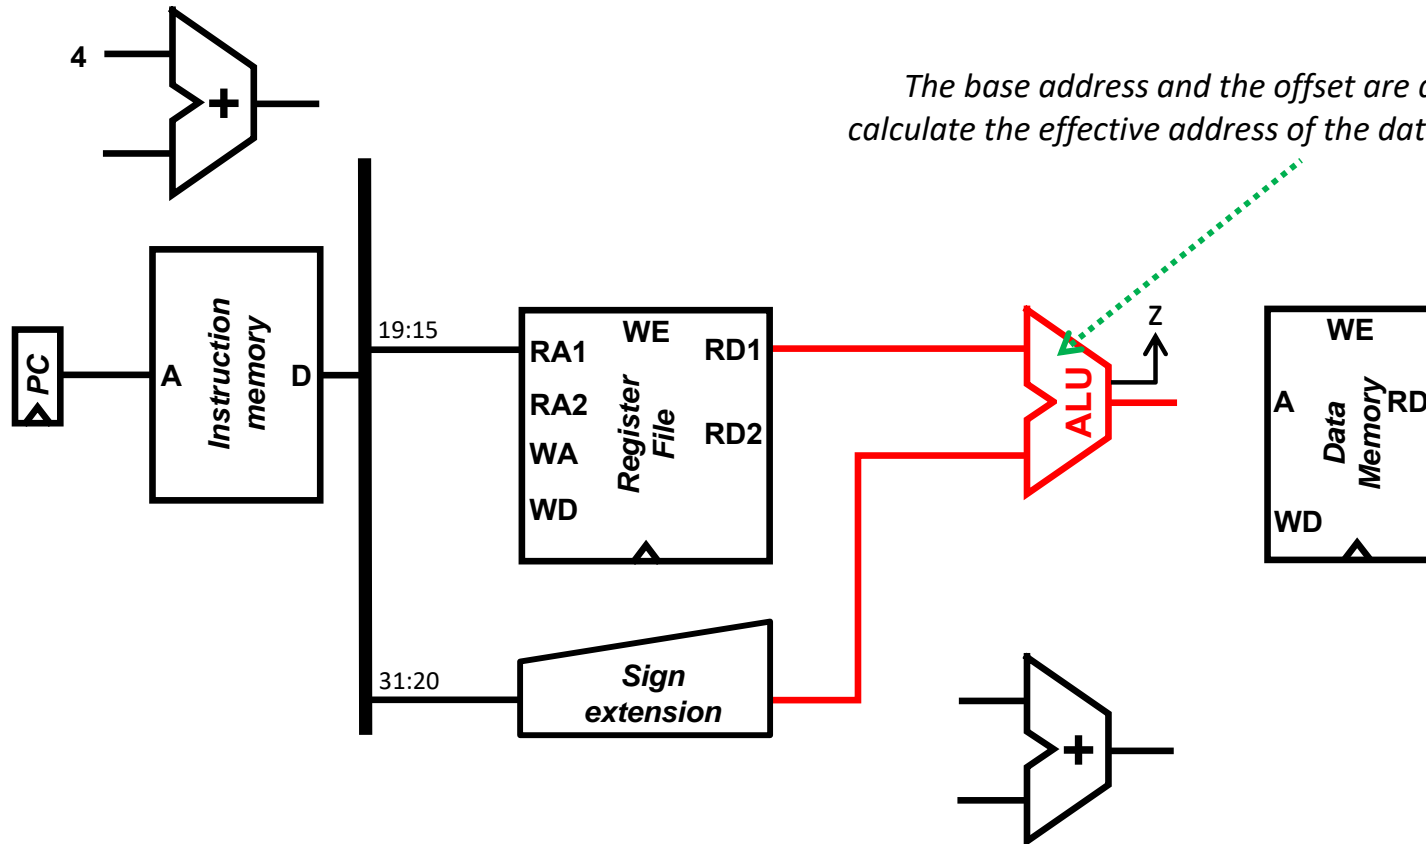 4
+
The base address and the offset are
calculate the effective address of the
19:15
Z
PC
A
Instruction
memory
D
RA1
WE
RD1
RA2
RD2
WA
WD
Register
File
ALU
WE
A
RD
Data
Memory
WD
31:20
Sign
extension
+